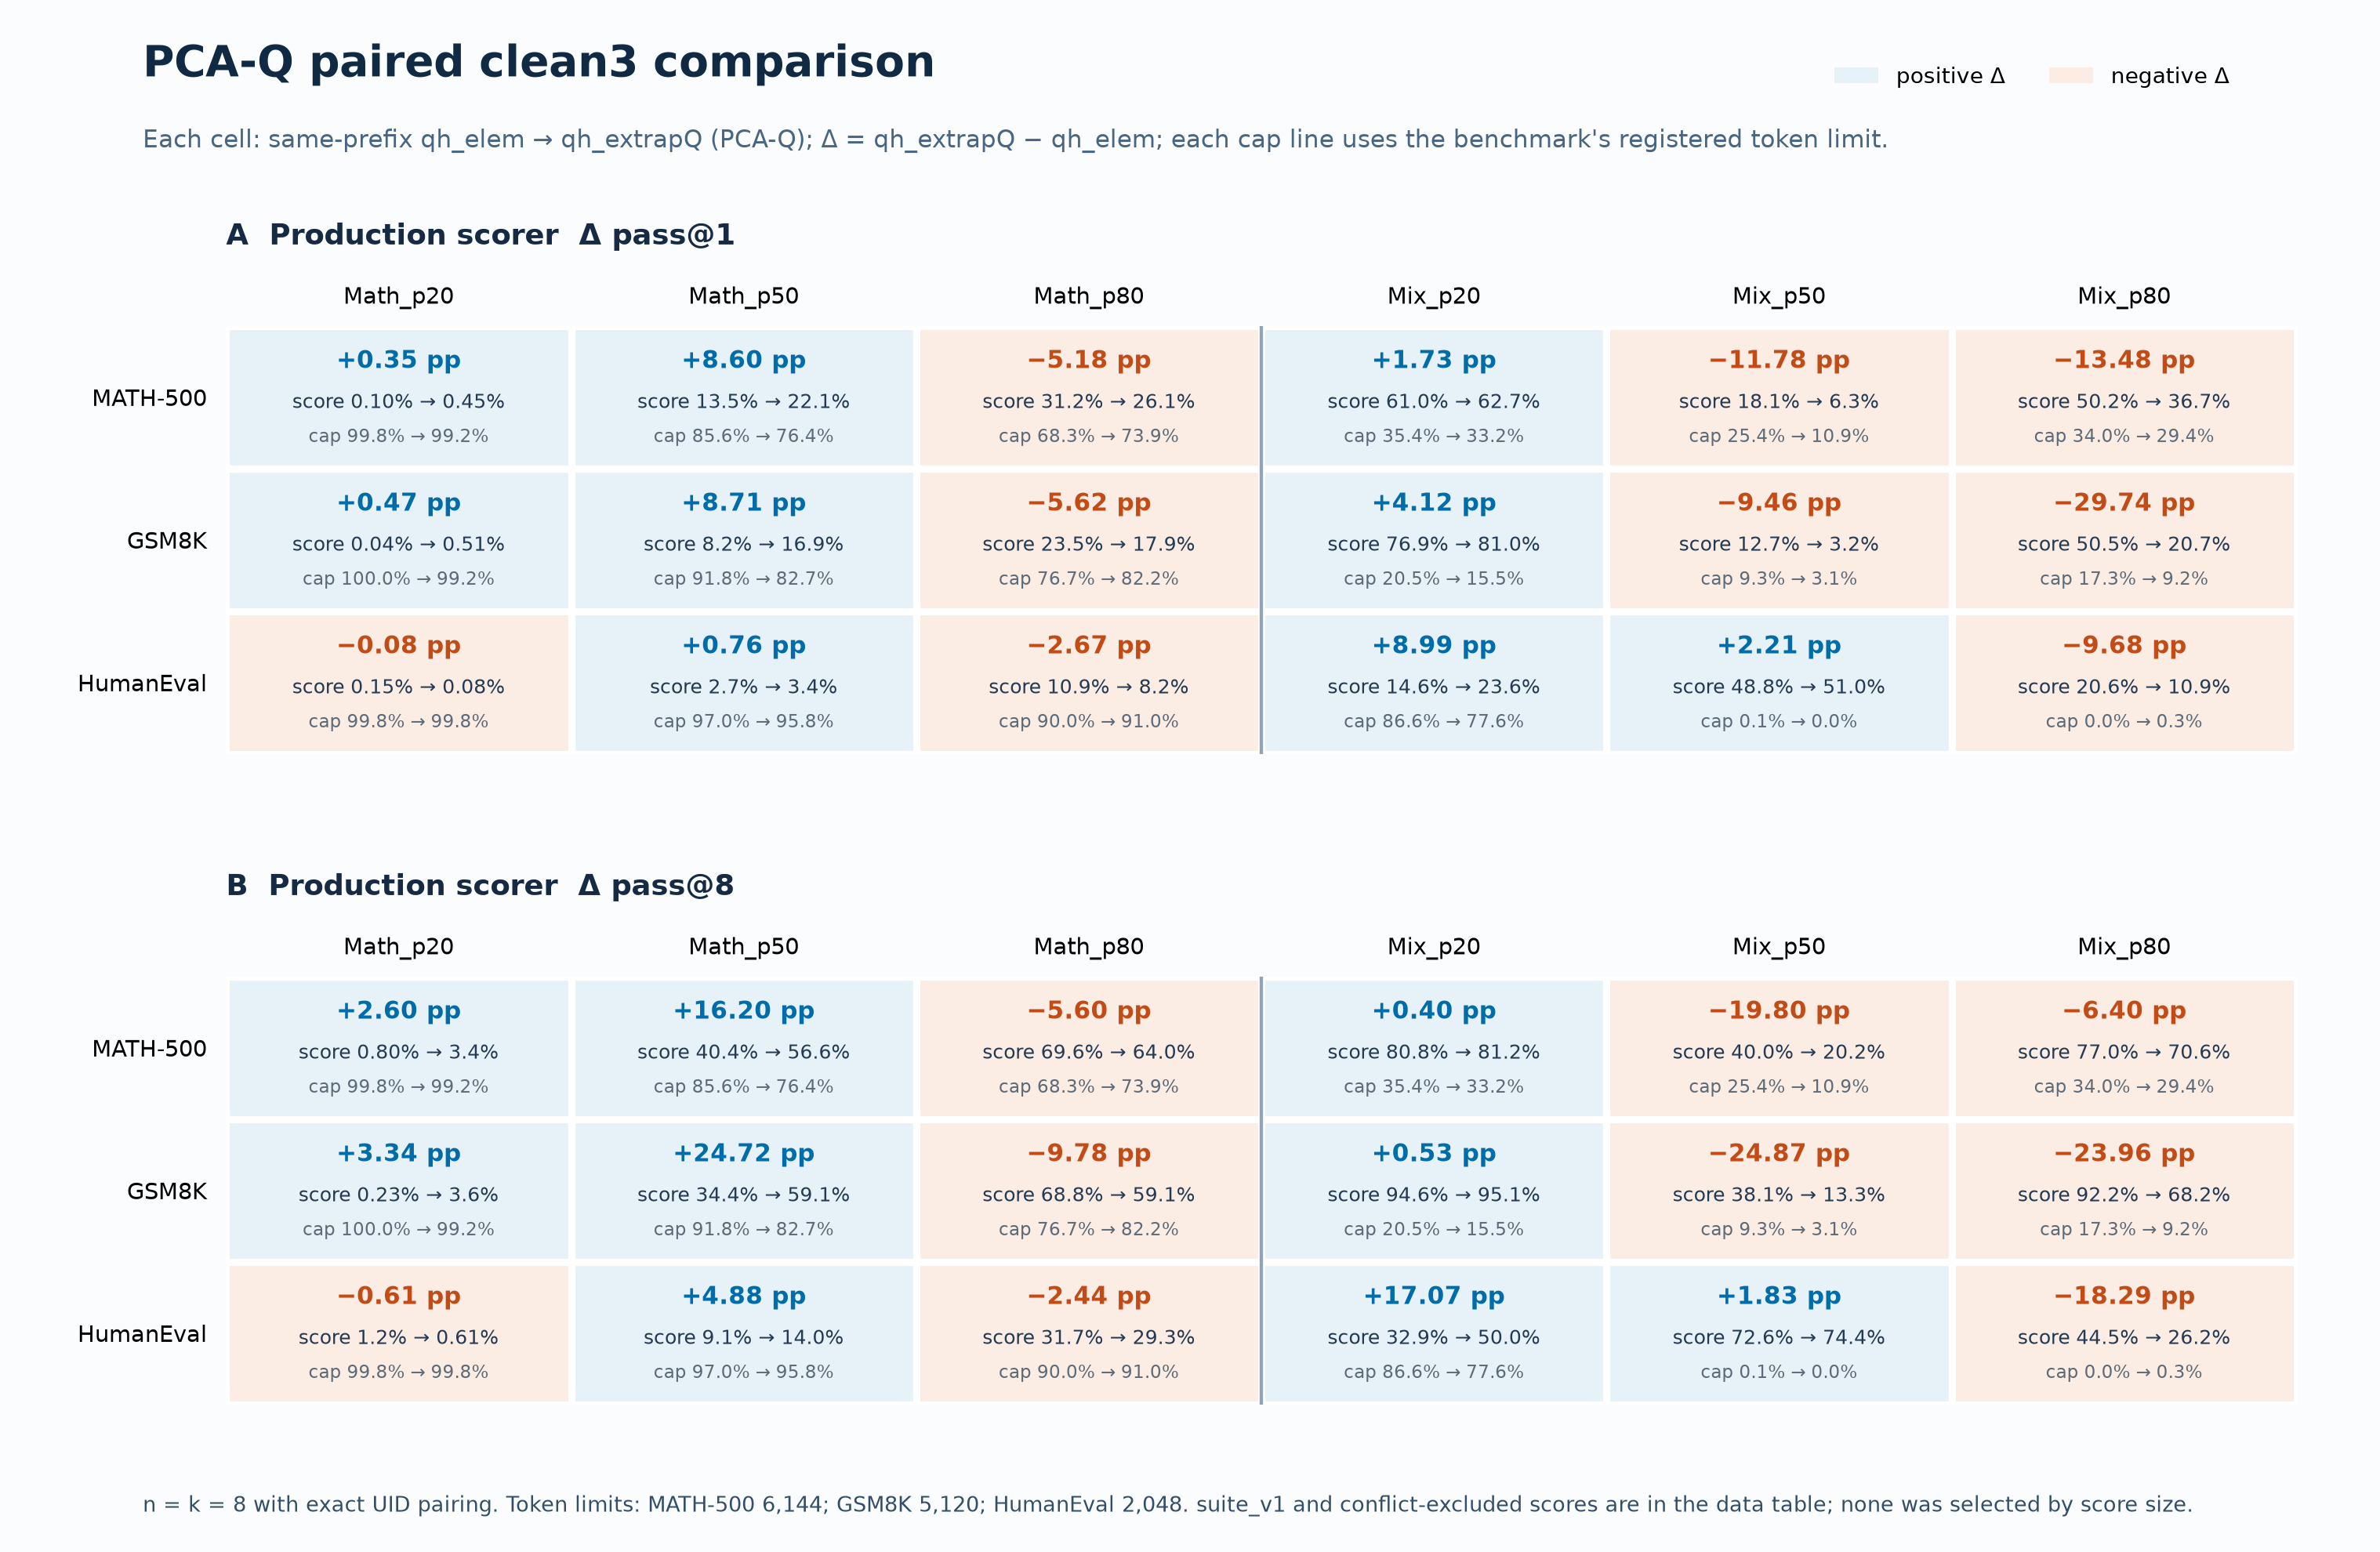 PCA-Q paired clean3 comparison
positive Δ
negative Δ
Each cell: same-prefix qh_elem → qh_extrapQ (PCA-Q); Δ = qh_extrapQ − qh_elem; each cap line uses the benchmark's registered token limit.
A Production scorer Δ pass@1
Math_p20 Math_p50 Math_p80 Mix_p20 Mix_p50 Mix_p80
+0.35 pp +8.60 pp −5.18 pp +1.73 pp −11.78 pp −13.48 pp
MATH-500 score 0.10% → 0.45% score 13.5% → 22.1% score 31.2% → 26.1% score 61.0% → 62.7% score 18.1% → 6.3% score 50.2% → 36.7%
cap 99.8% → 99.2% cap 85.6% → 76.4% cap 68.3% → 73.9% cap 35.4% → 33.2% cap 25.4% → 10.9% cap 34.0% → 29.4%
+0.47 pp +8.71 pp −5.62 pp +4.12 pp −9.46 pp −29.74 pp
GSM8K score 0.04% → 0.51% score 8.2% → 16.9% score 23.5% → 17.9% score 76.9% → 81.0% score 12.7% → 3.2% score 50.5% → 20.7%
cap 100.0% → 99.2% cap 91.8% → 82.7% cap 76.7% → 82.2% cap 20.5% → 15.5% cap 9.3% → 3.1% cap 17.3% → 9.2%
−0.08 pp +0.76 pp −2.67 pp +8.99 pp +2.21 pp −9.68 pp
HumanEval score 0.15% → 0.08% score 2.7% → 3.4% score 10.9% → 8.2% score 14.6% → 23.6% score 48.8% → 51.0% score 20.6% → 10.9%
cap 99.8% → 99.8% cap 97.0% → 95.8% cap 90.0% → 91.0% cap 86.6% → 77.6% cap 0.1% → 0.0% cap 0.0% → 0.3%
B Production scorer Δ pass@8
Math_p20 Math_p50 Math_p80 Mix_p20 Mix_p50 Mix_p80
+2.60 pp +16.20 pp −5.60 pp +0.40 pp −19.80 pp −6.40 pp
MATH-500 score 0.80% → 3.4% score 40.4% → 56.6% score 69.6% → 64.0% score 80.8% → 81.2% score 40.0% → 20.2% score 77.0% → 70.6%
cap 99.8% → 99.2% cap 85.6% → 76.4% cap 68.3% → 73.9% cap 35.4% → 33.2% cap 25.4% → 10.9% cap 34.0% → 29.4%
+3.34 pp +24.72 pp −9.78 pp +0.53 pp −24.87 pp −23.96 pp
GSM8K score 0.23% → 3.6% score 34.4% → 59.1% score 68.8% → 59.1% score 94.6% → 95.1% score 38.1% → 13.3% score 92.2% → 68.2%
cap 100.0% → 99.2% cap 91.8% → 82.7% cap 76.7% → 82.2% cap 20.5% → 15.5% cap 9.3% → 3.1% cap 17.3% → 9.2%
−0.61 pp +4.88 pp −2.44 pp +17.07 pp +1.83 pp −18.29 pp
HumanEval score 1.2% → 0.61% score 9.1% → 14.0% score 31.7% → 29.3% score 32.9% → 50.0% score 72.6% → 74.4% score 44.5% → 26.2%
cap 99.8% → 99.8% cap 97.0% → 95.8% cap 90.0% → 91.0% cap 86.6% → 77.6% cap 0.1% → 0.0% cap 0.0% → 0.3%
n = k = 8 with exact UID pairing. Token limits: MATH-500 6,144; GSM8K 5,120; HumanEval 2,048. suite_v1 and conflict-excluded scores are in the data table; none was selected by score size.